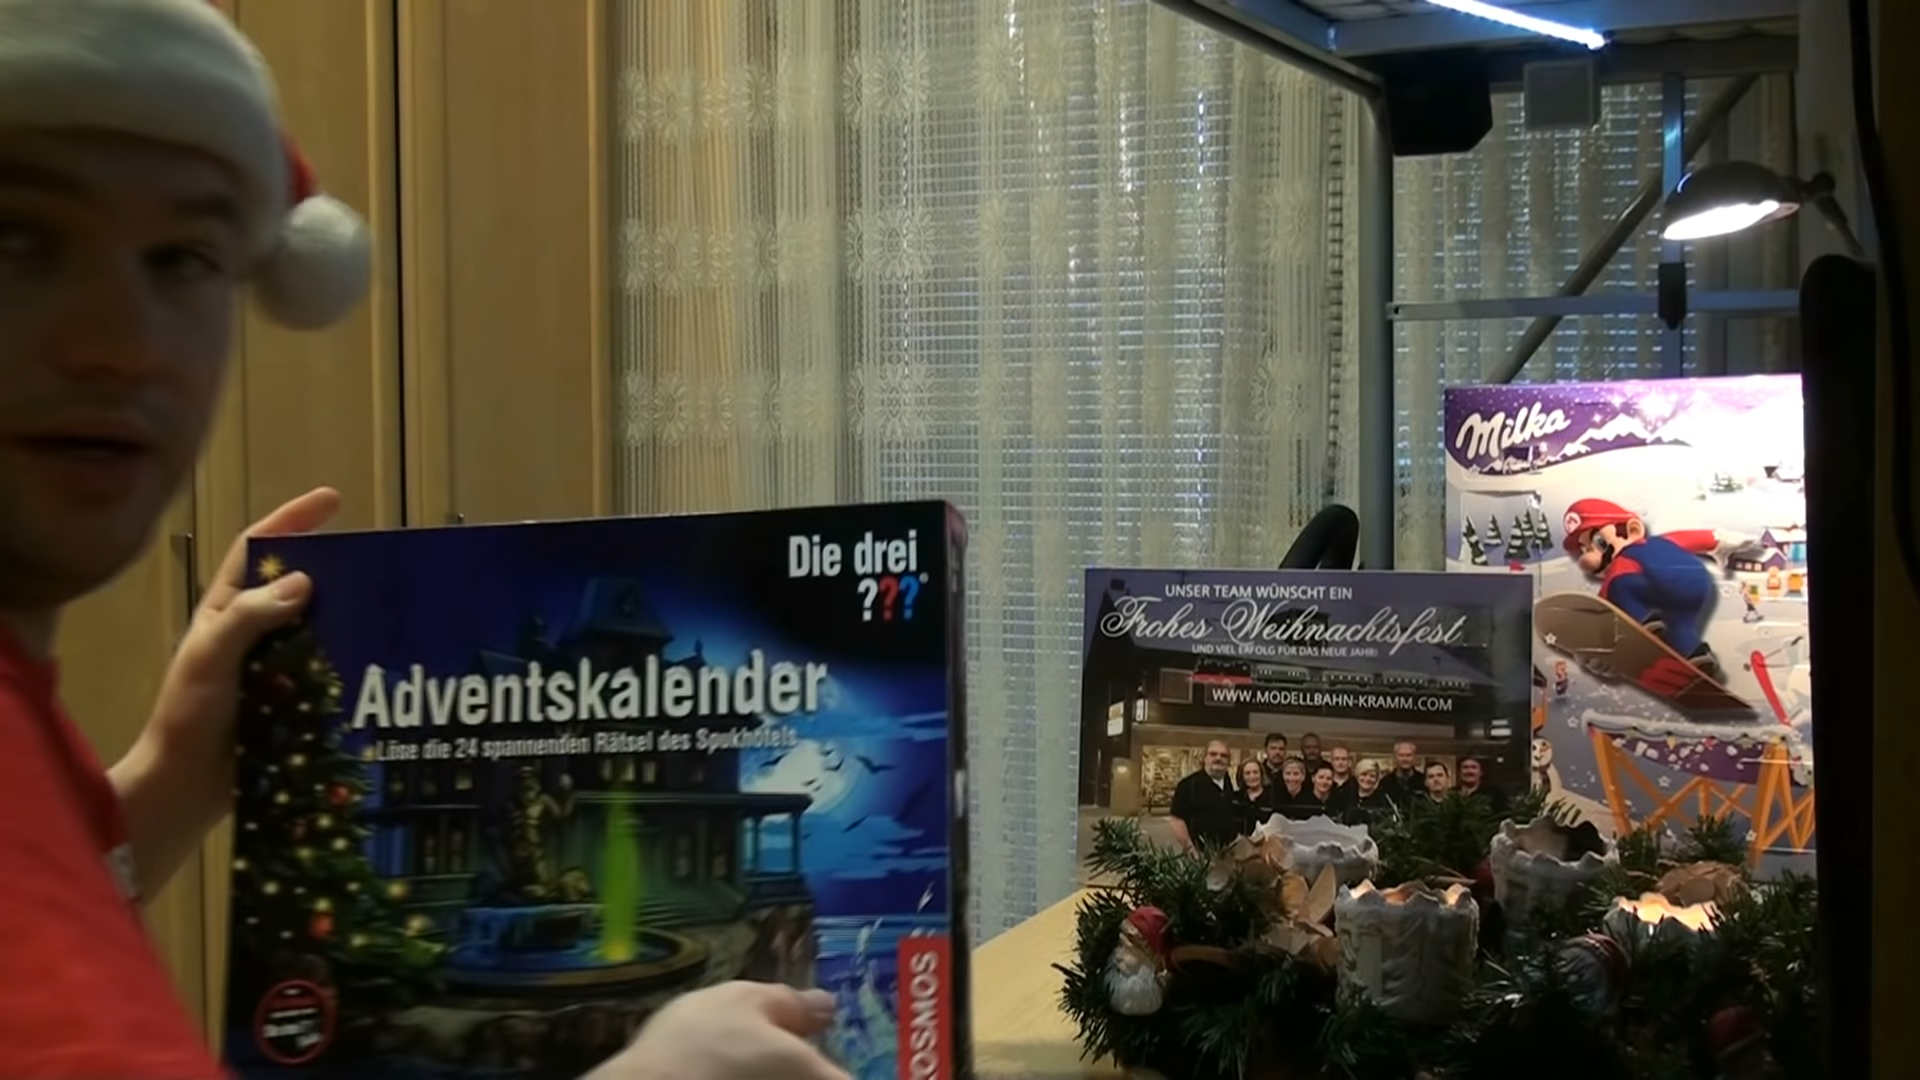 Die drei
???
Adventskalender
Löse die 24 spannenden Rätsel des Spukhotels
KOSMOS
UNSER TEAM WÜNSCHT EIN
Frohes Weihnachtsfest
UND VIEL ERFOLG FÜR DAS NEUE JAHR!
WWW.MODELLBAHN-KRAMM.COM
Milka
M